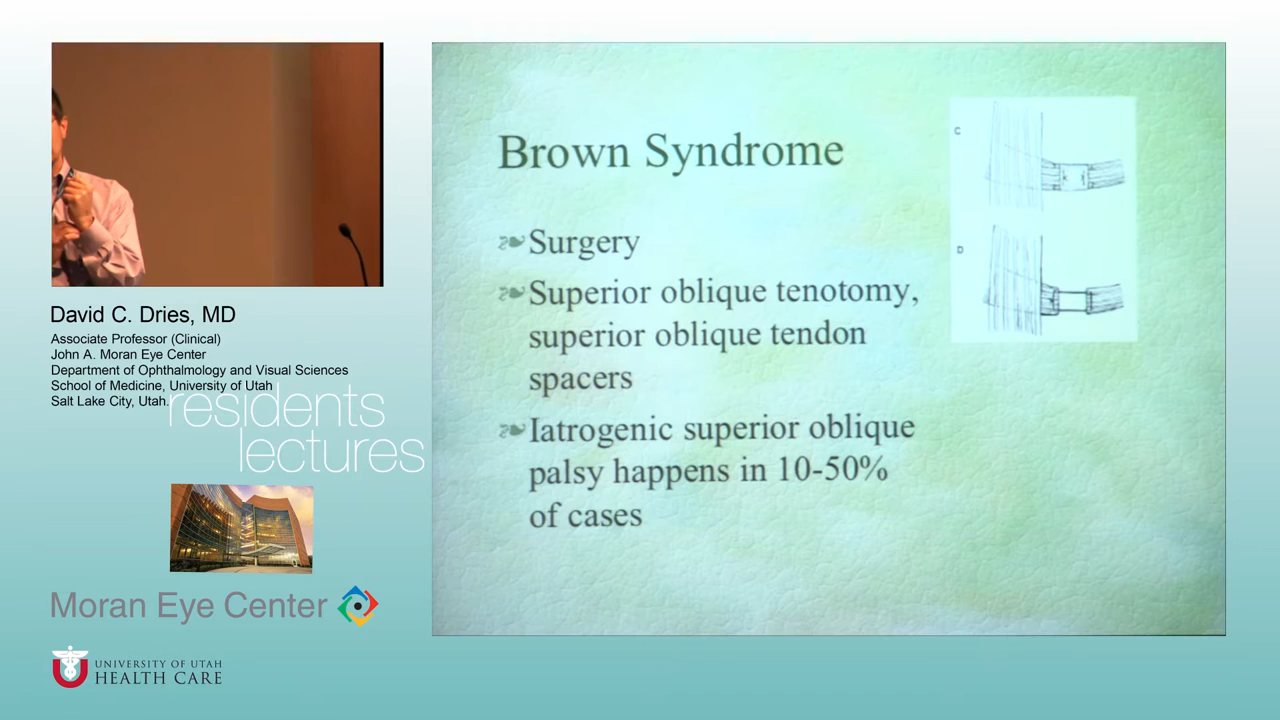 David C. Dries, MD
Associate Professor (Clinical)
John A. Moran Eye Center
Department of Ophthalmology and Visual Sciences
School of Medicine, University of Utah
Salt Lake City, Utah.
residents
lectures
Moran Eye Center
UNIVERSITY OF UTAH
HEALTH CARE
Brown Syndrome
Surgery
Superior oblique tenotomy,
superior oblique tendon
spacers
Iatrogenic superior oblique
palsy happens in 10-50%
of cases
C
D